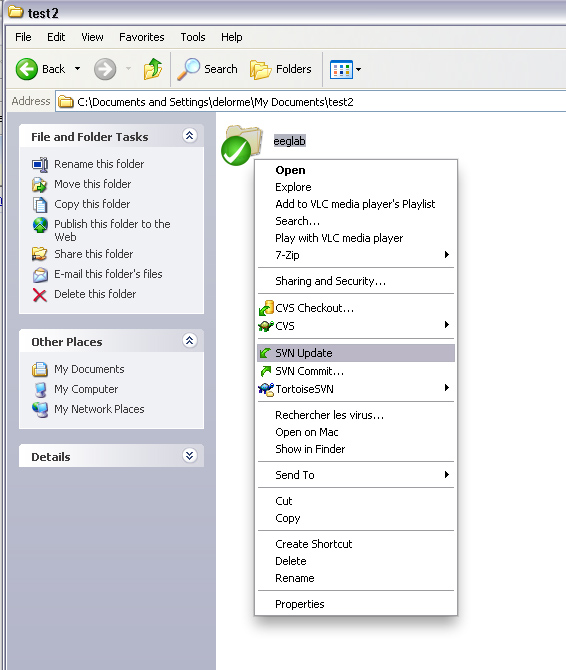 test2
File Edit View Favorites Tools Help
Back Search Folders
Address C:\Documents and Settings\delorme\My Documents\test2
File and Folder Tasks
Rename this folder
Move this folder
Copy this folder
Publish this folder to the
Web
Share this folder
E-mail this folder's files
Delete this folder
Other Places
My Documents
My Computer
My Network Places
Details
eeglab
Open
Explore
Add to VLC media player's Playlist
Search...
Play with VLC media player
7-Zip
Sharing and Security...
CVS Checkout...
CVS
SVN Update
SVN Commit...
TortoiseSVN
Rechercher les virus...
Open on Mac
Show in Finder
Send To
Cut
Copy
Create Shortcut
Delete
Rename
Properties